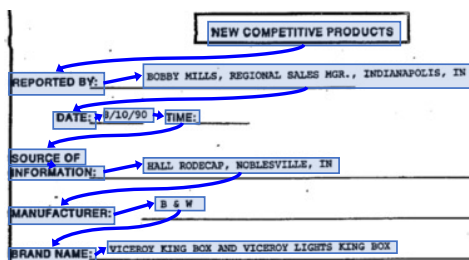 NEW COMPETITIVE PRODUCTS
REPORTED BY: BOBBY MILLS, REGIONAL SALES MGR., INDIANAPOLIS, IN
DATE: 8/10/90 TIME:
SOURCE OF
INFORMATION: HALL RODECAP, NOBLESVILLE, IN
MANUFACTURER: B & W
BRAND NAME: VICEROY KING BOX AND VICEROY LIGHTS KING BOX